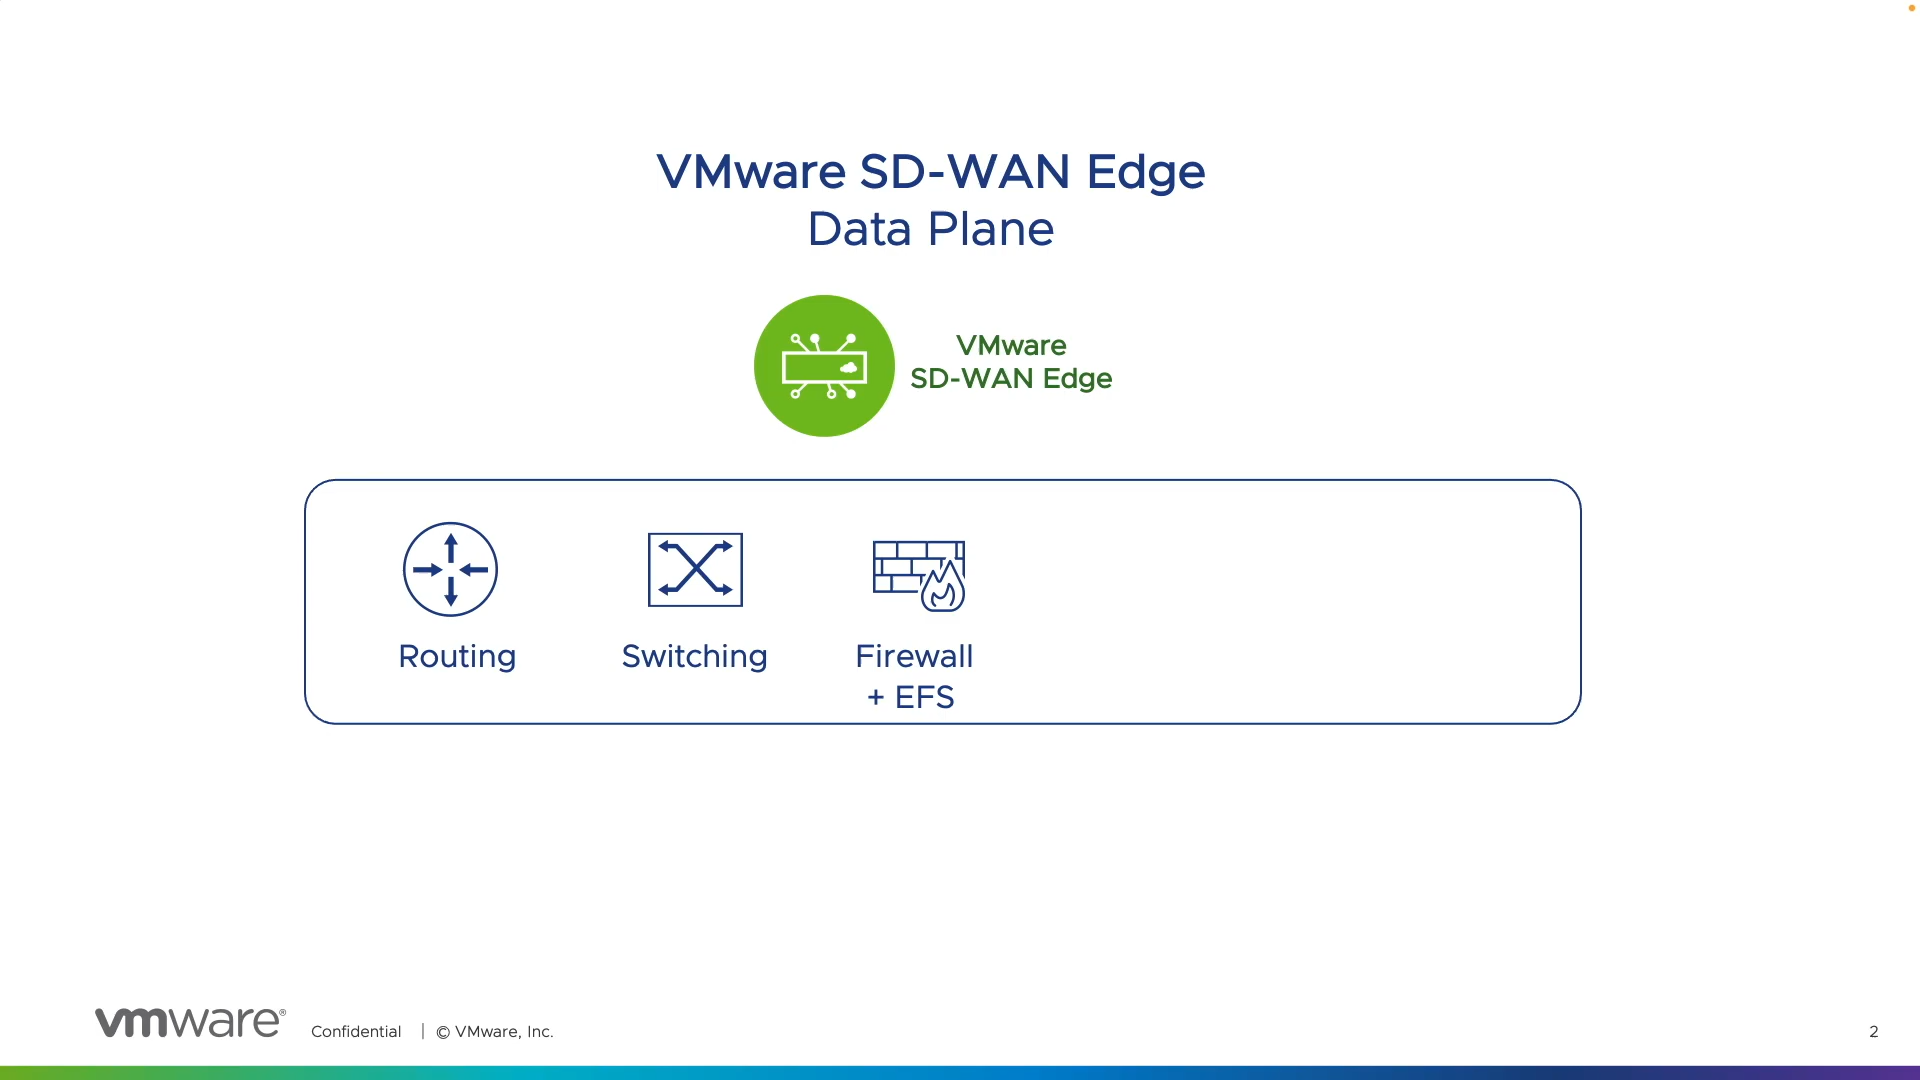 VMware SD-WAN Edge
Data Plane
VMware
SD-WAN Edge
Routing
Switching
Firewall
+ EFS
vmware®
Confidential | © VMware, Inc.
2